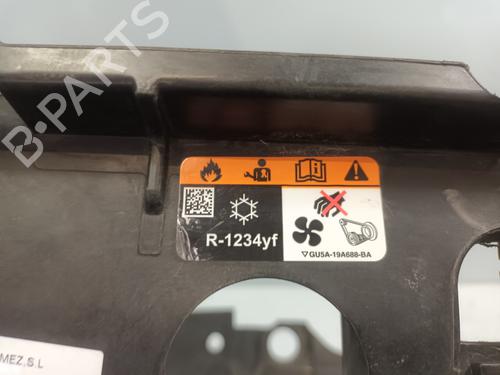 B-PARTS
R-1234yf
GU5A-19A688-BA
MEZ,S.L